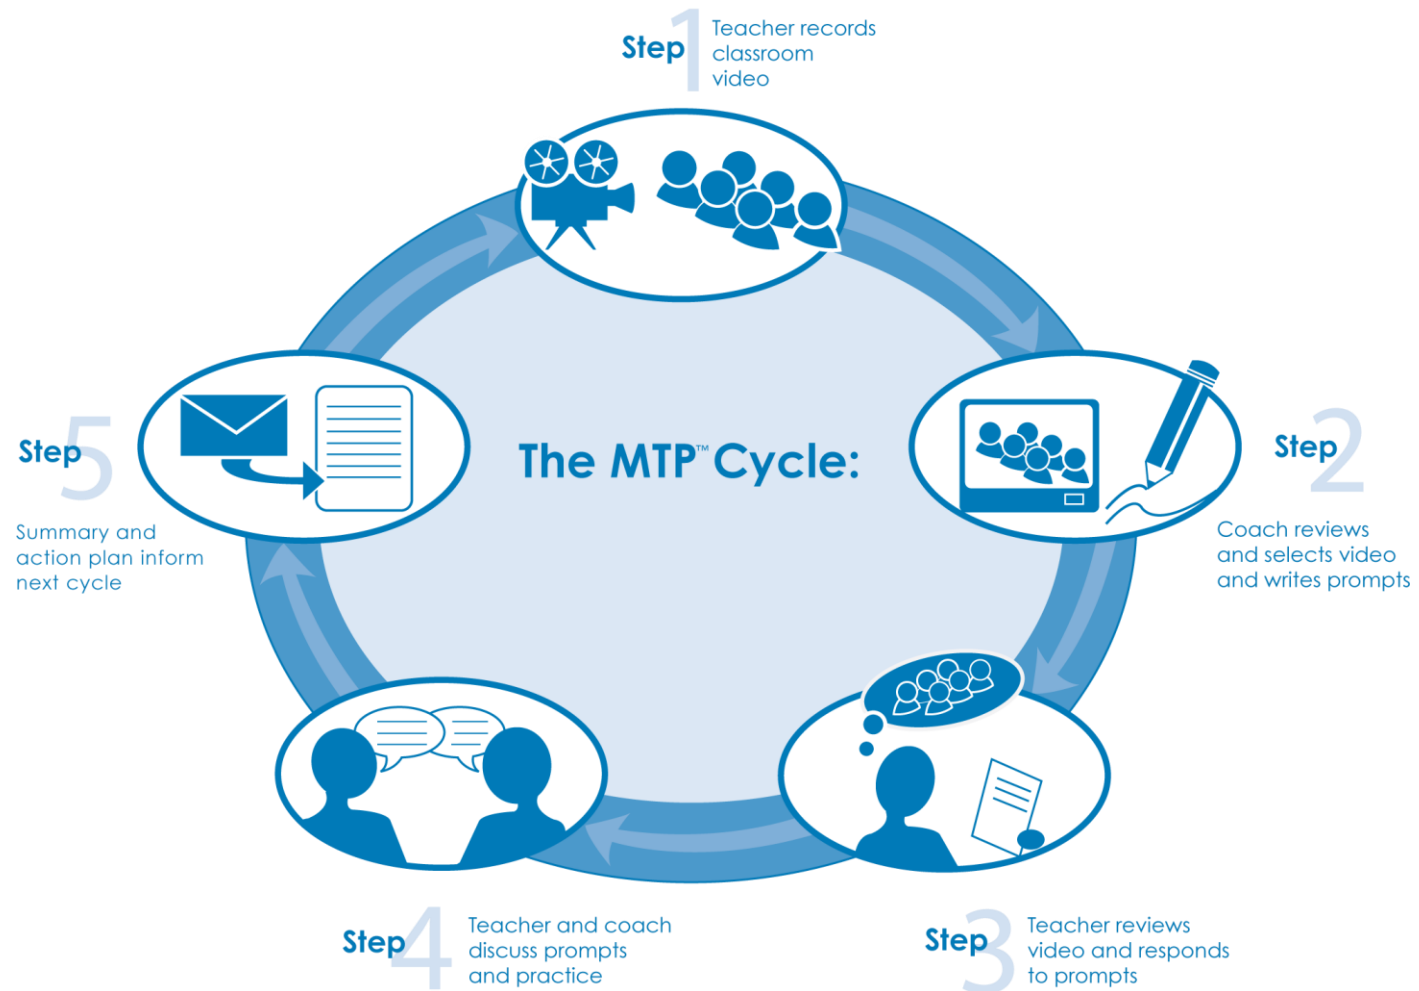 Step 1
Teacher records
classroom
video
The MTP™ Cycle:
Step 2
Coach reviews
and selects video
and writes prompts
Step 3
Teacher reviews
video and responds
to prompts
Step 4
Teacher and coach
discuss prompts
and practice
Step 5
Summary and
action plan inform
next cycle